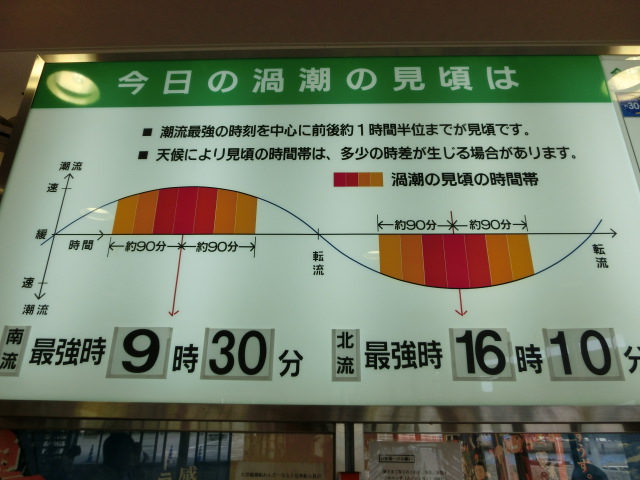 今日の渦潮の見頃は
■ 潮流最強の時刻を中心に前後約1時間半位までが見頃です。
■ 天候により見頃の時間帯は、多少の時差が生じる場合があります。
渦潮の見頃の時間帯
潮流
速
緩
時間
約90分
約90分
転流
約90分
約90分
転流
速
潮流
南流 最強時 9時30分
北流 最強時 16時10分